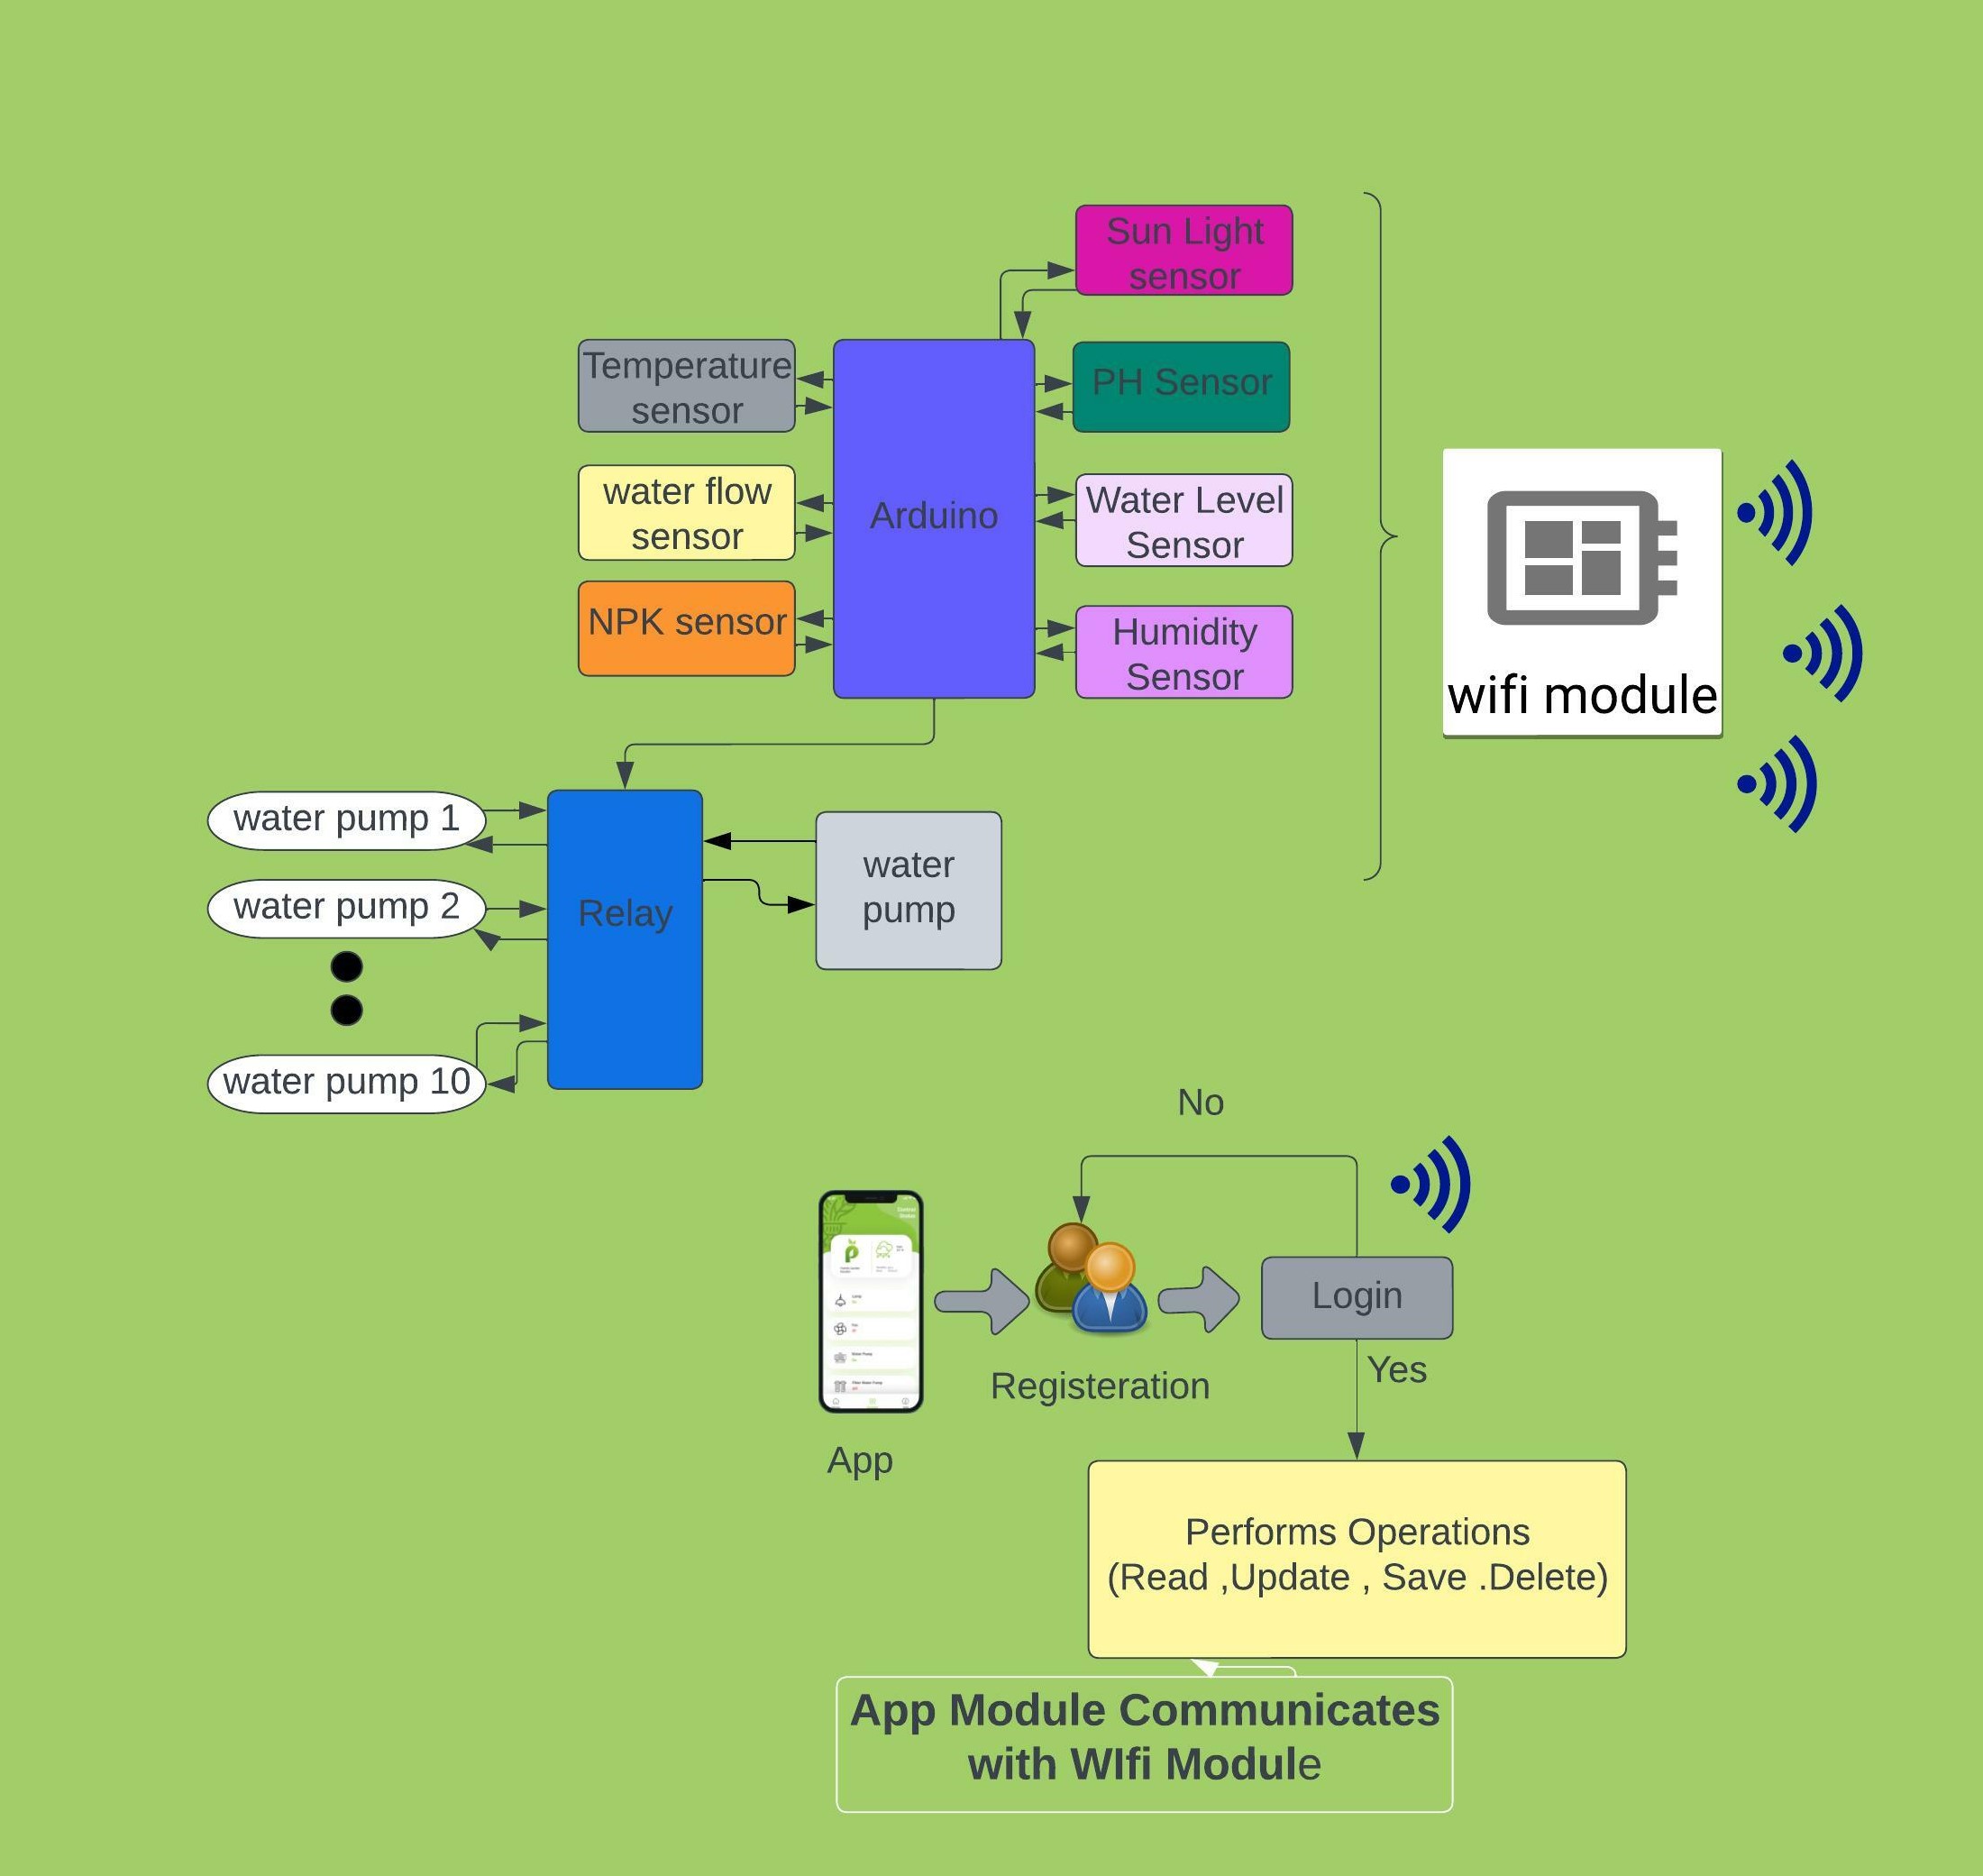 Sun Light
sensor
Temperature
sensor
PH Sensor
water flow
sensor
Arduino
Water Level
Sensor
NPK sensor
Humidity
Sensor
wifi module
water pump 1
water pump 2
water pump 10
Relay
water
pump
No
App
Registeration
Login
Yes
Performs Operations
(Read ,Update , Save .Delete)
App Module Communicates
with WIfi Module